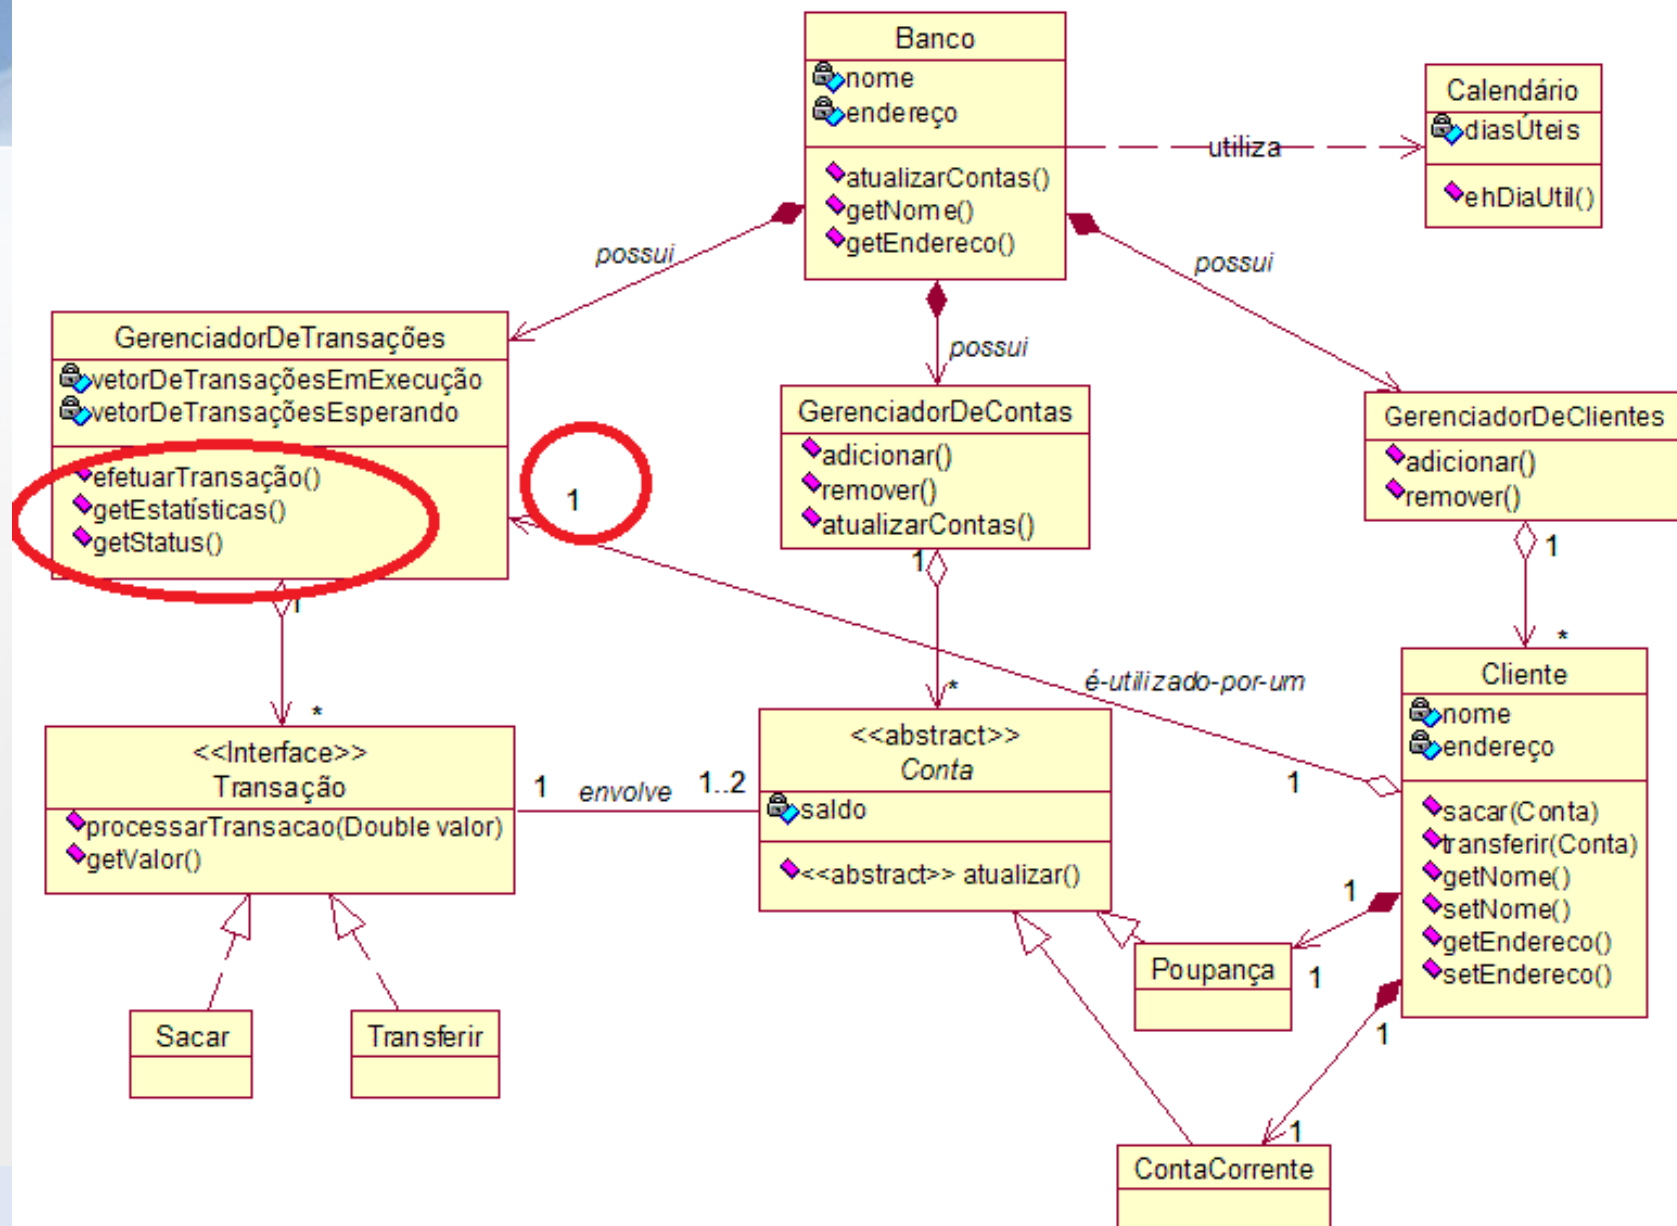 Banco
nome
endereço
atualizarContas()
getNome()
getEndereco()
utiliza
Calendário
diasÚteis
ehDiaUtil()
possui
possui
possui
GerenciadorDeTransações
vetorDeTransaçõesEmExecução
vetorDeTransaçõesEsperando
efetuarTransação()
getEstatísticas()
getStatus()
1
GerenciadorDeContas
adicionar()
remover()
atualizarContas()
GerenciadorDeClientes
adicionar()
remover()
1
1
1
*
*
*
é-utilizado-por-um
1
<<Interface>>
Transação
processarTransacao(Double valor)
getValor()
1
envolve
1..2
<<abstract>>
Conta
saldo
<<abstract>> atualizar()
Cliente
nome
endereço
sacar(Conta)
transferir(Conta)
getNome()
setNome()
getEndereco()
setEndereco()
1
1
1
1
Poupança
Sacar
Transferir
ContaCorrente